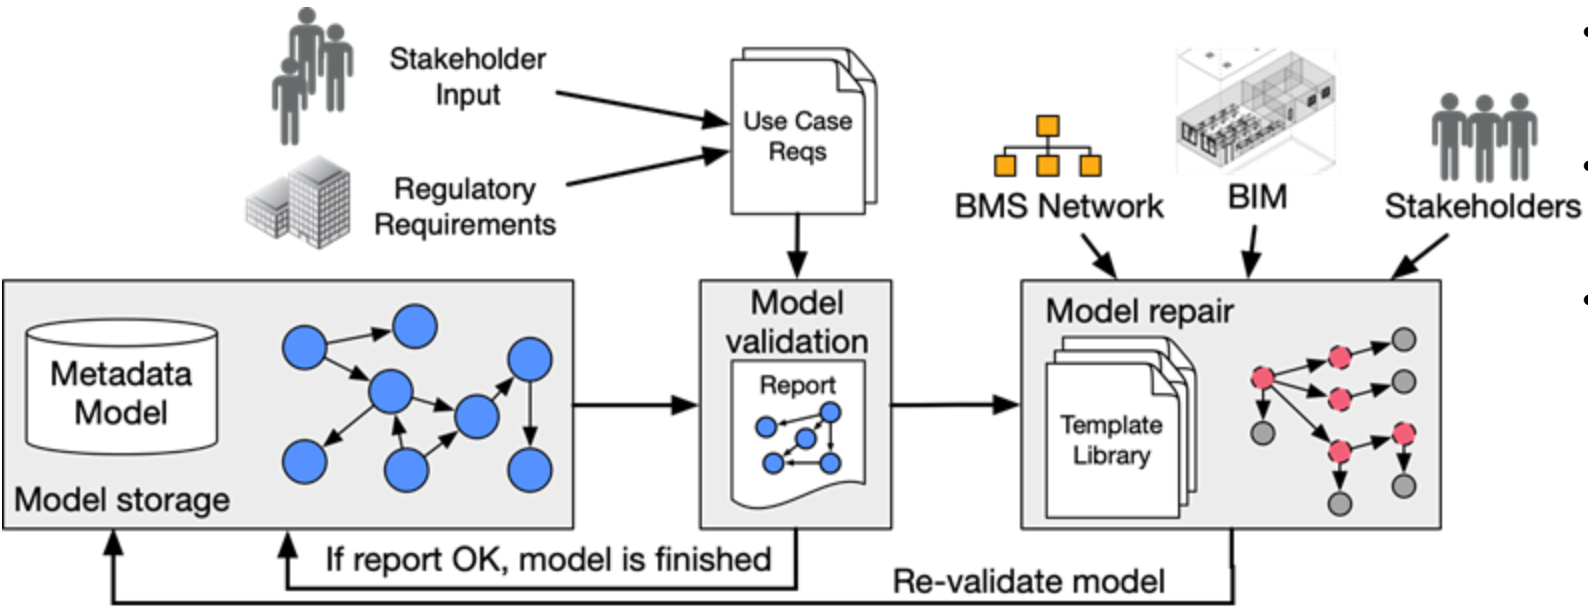 Stakeholder
Input
Regulatory
Requirements
Use Case
Reqs
BMS Network
BIM
Stakeholders
Metadata
Model
Model storage
Model
validation
Report
Model repair
Template
Library
If report OK, model is finished
Re-validate model